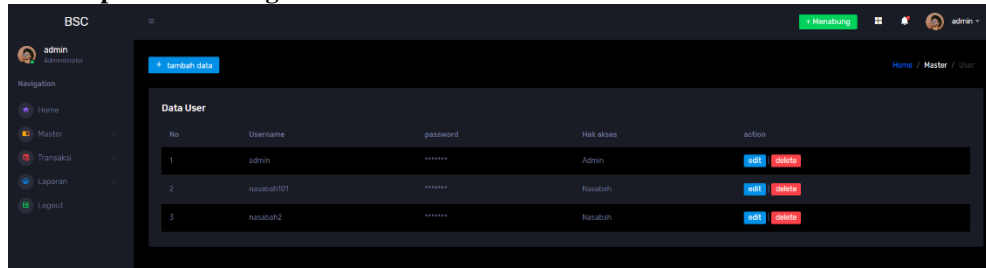 BSC
+ Menabung
admin
admin
Administrator
+ tambah data
Home / Master / User
Navigation
Home
Master
Transaksi
Laporan
Logout
Data User
No Username password Hak akses action
1 admin ******* Admin edit | delete
2 nasabah101 ******* Nasabah edit | delete
3 nasabah2 ******* Nasabah edit | delete